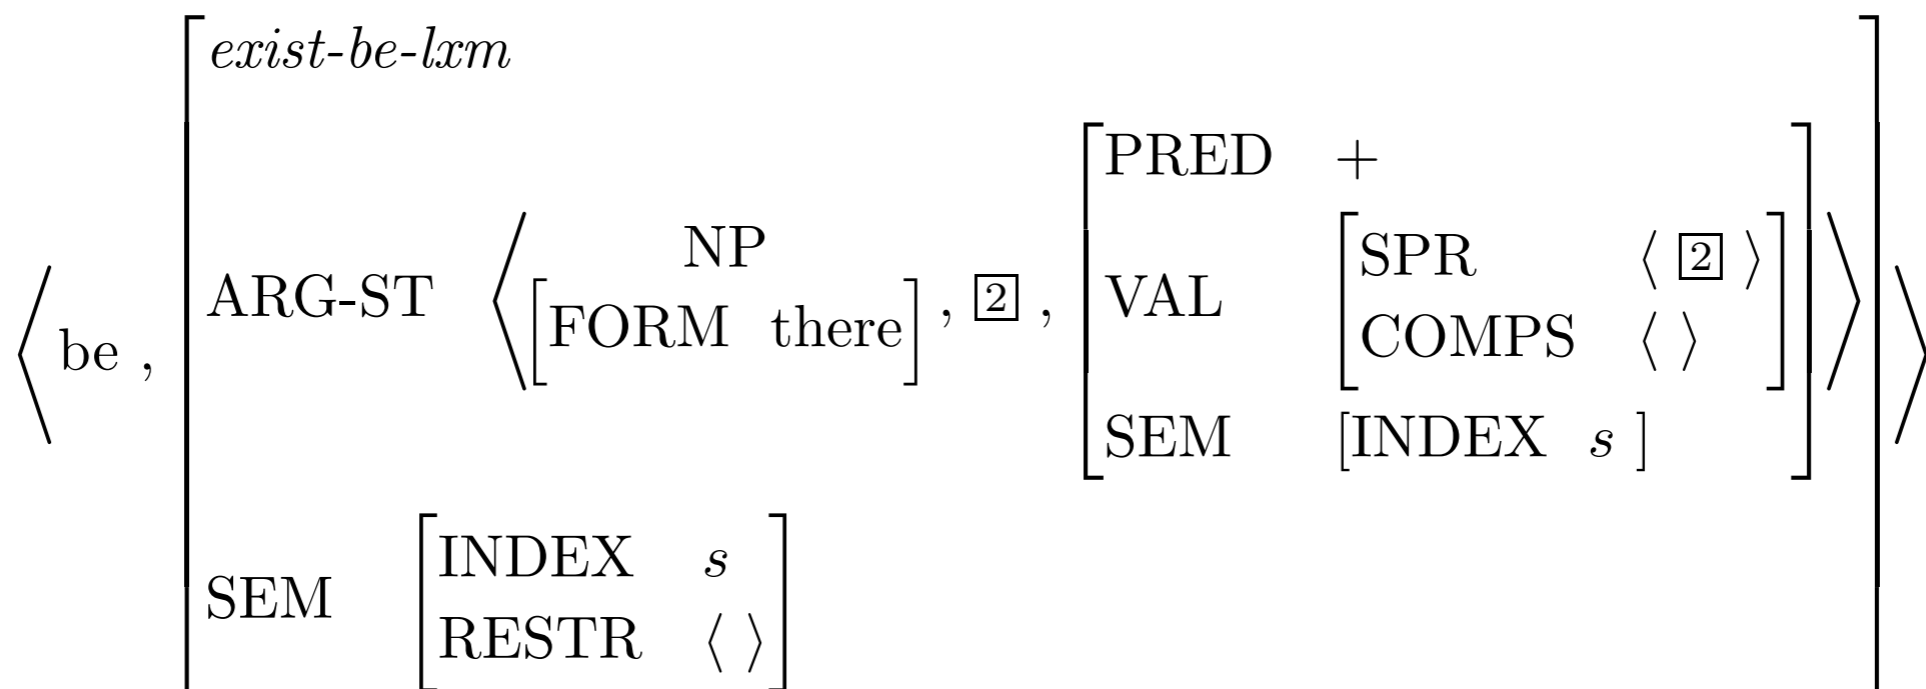 exist-be-lxm
PRED +
NP
SPR ⟨ 2 ⟩
ARG-ST ⟨ [FORM there] , 2 , VAL
COMPS ⟨ ⟩
⟨ be ,
SEM [INDEX s ]
INDEX s
SEM
RESTR ⟨ ⟩